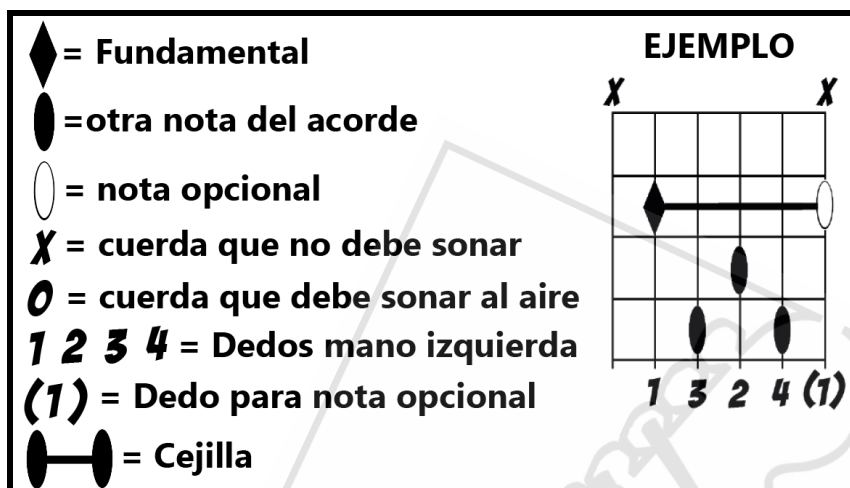 = Fundamental
=otra nota del acorde
= nota opcional
X = cuerda que no debe sonar
0 = cuerda que debe sonar al aire
1 2 3 4 = Dedos mano izquierda
(1) = Dedo para nota opcional
= Cejilla
EJEMPLO
X X
1 3 2 4 (1)